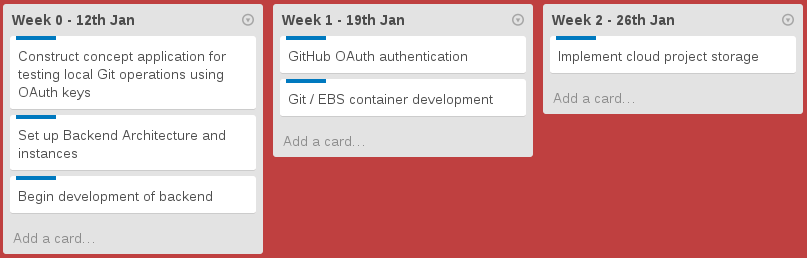 Week 0 - 12th Jan
Construct concept application for
testing local Git operations using
OAuth keys
Set up Backend Architecture and
instances
Begin development of backend
Add a card...
Week 1 - 19th Jan
GitHub OAuth authentication
Git / EBS container development
Add a card...
Week 2 - 26th Jan
Implement cloud project storage
Add a card...